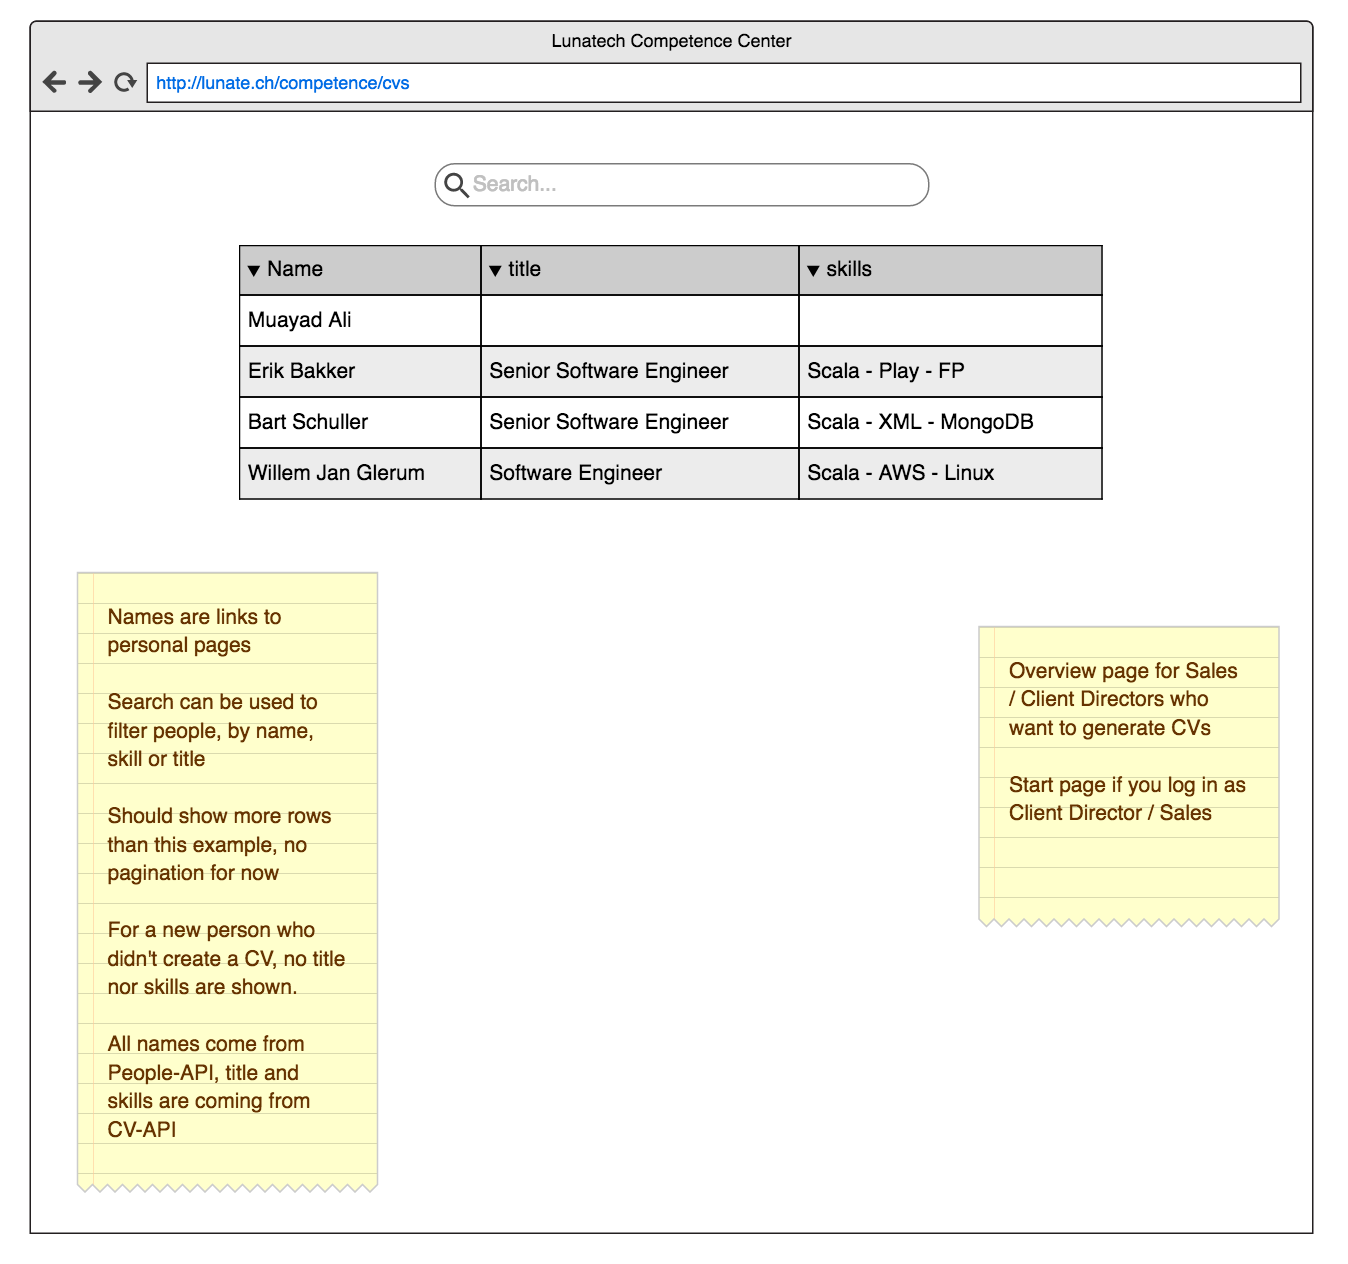 Lunatech Competence Center
http://lunate.ch/competence/cvs
Search...
▼ Name ▼ title ▼ skills
Muayad Ali
Erik Bakker Senior Software Engineer Scala - Play - FP
Bart Schuller Senior Software Engineer Scala - XML - MongoDB
Willem Jan Glerum Software Engineer Scala - AWS - Linux
Names are links to
personal pages
Search can be used to
filter people, by name,
skill or title
Should show more rows
than this example, no
pagination for now
For a new person who
didn't create a CV, no title
nor skills are shown.
All names come from
People-API, title and
skills are coming from
CV-API
Overview page for Sales
/ Client Directors who
want to generate CVs
Start page if you log in as
Client Director / Sales